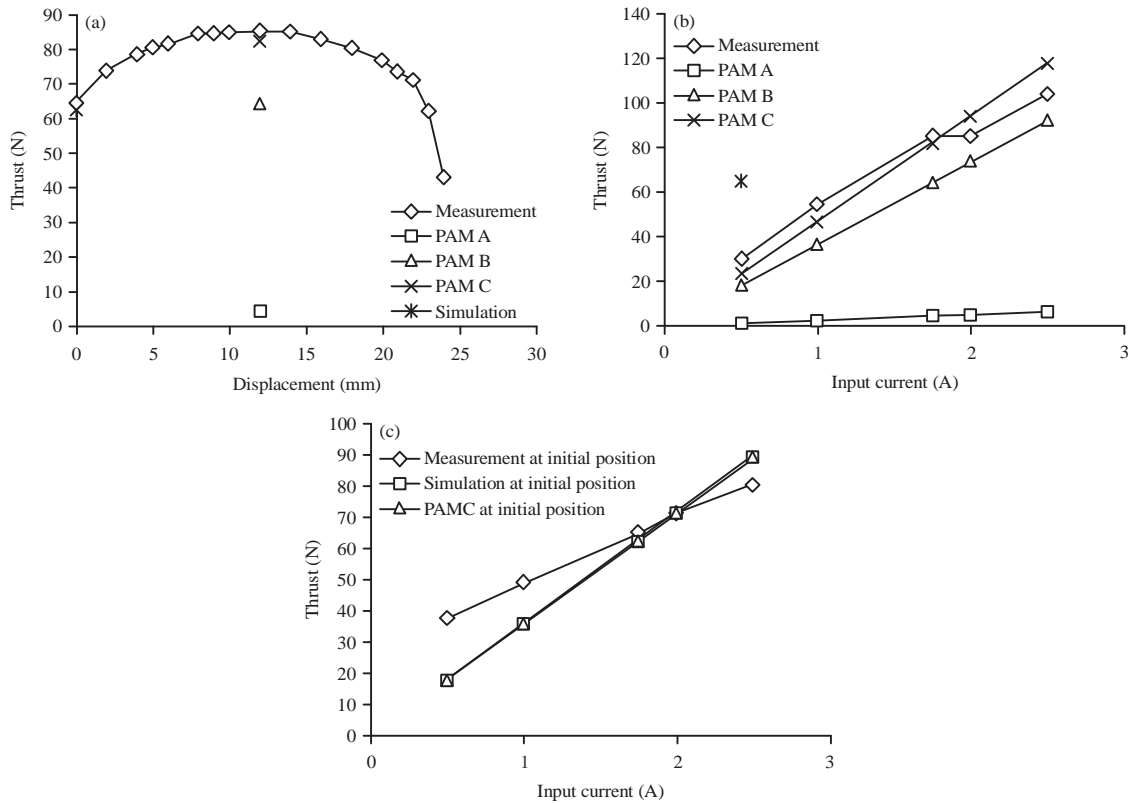 (a)
90
80
70
60
50
40
30
20
10
0
Thrust (N)
0 5 10 15 20 25 30
Displacement (mm)
Measurement
PAM A
PAM B
PAM C
Simulation
(b)
140
120
100
80
60
40
20
0
Thrust (N)
0 1 2 3
Input current (A)
Measurement
PAM A
PAM B
PAM C
(c)
100
90
80
70
60
50
40
30
20
10
0
Thrust (N)
0 1 2 3
Input current (A)
Measurement at initial position
Simulation at initial position
PAMC at initial position